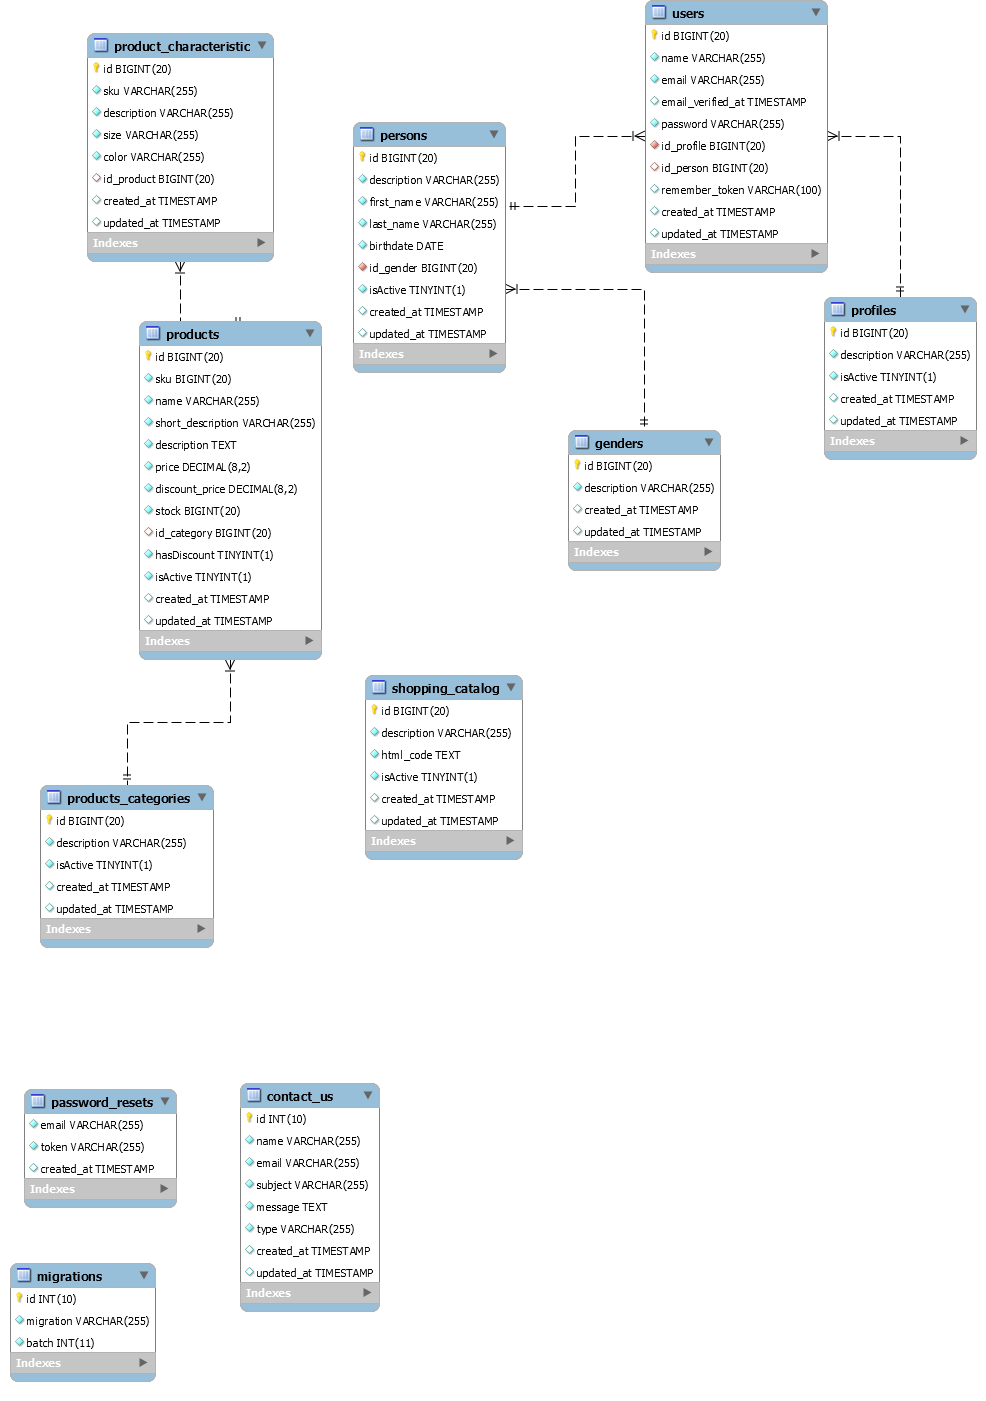 users
id BIGINT(20)
name VARCHAR(255)
email VARCHAR(255)
email_verified_at TIMESTAMP
password VARCHAR(255)
id_profile BIGINT(20)
id_person BIGINT(20)
remember_token VARCHAR(100)
created_at TIMESTAMP
updated_at TIMESTAMP
Indexes
product_characteristic
id BIGINT(20)
sku VARCHAR(255)
description VARCHAR(255)
size VARCHAR(255)
color VARCHAR(255)
id_product BIGINT(20)
created_at TIMESTAMP
updated_at TIMESTAMP
Indexes
persons
id BIGINT(20)
description VARCHAR(255)
first_name VARCHAR(255)
last_name VARCHAR(255)
birthdate DATE
id_gender BIGINT(20)
isActive TINYINT(1)
created_at TIMESTAMP
updated_at TIMESTAMP
Indexes
profiles
id BIGINT(20)
description VARCHAR(255)
isActive TINYINT(1)
created_at TIMESTAMP
updated_at TIMESTAMP
Indexes
products
id BIGINT(20)
sku BIGINT(20)
name VARCHAR(255)
short_description VARCHAR(255)
description TEXT
price DECIMAL(8,2)
discount_price DECIMAL(8,2)
stock BIGINT(20)
id_category BIGINT(20)
hasDiscount TINYINT(1)
isActive TINYINT(1)
created_at TIMESTAMP
updated_at TIMESTAMP
Indexes
genders
id BIGINT(20)
description VARCHAR(255)
created_at TIMESTAMP
updated_at TIMESTAMP
Indexes
shopping_catalog
id BIGINT(20)
description VARCHAR(255)
html_code TEXT
isActive TINYINT(1)
created_at TIMESTAMP
updated_at TIMESTAMP
Indexes
products_categories
id BIGINT(20)
description VARCHAR(255)
isActive TINYINT(1)
created_at TIMESTAMP
updated_at TIMESTAMP
Indexes
password_resets
email VARCHAR(255)
token VARCHAR(255)
created_at TIMESTAMP
Indexes
contact_us
id INT(10)
name VARCHAR(255)
email VARCHAR(255)
subject VARCHAR(255)
message TEXT
type VARCHAR(255)
created_at TIMESTAMP
updated_at TIMESTAMP
Indexes
migrations
id INT(10)
migration VARCHAR(255)
batch INT(11)
Indexes